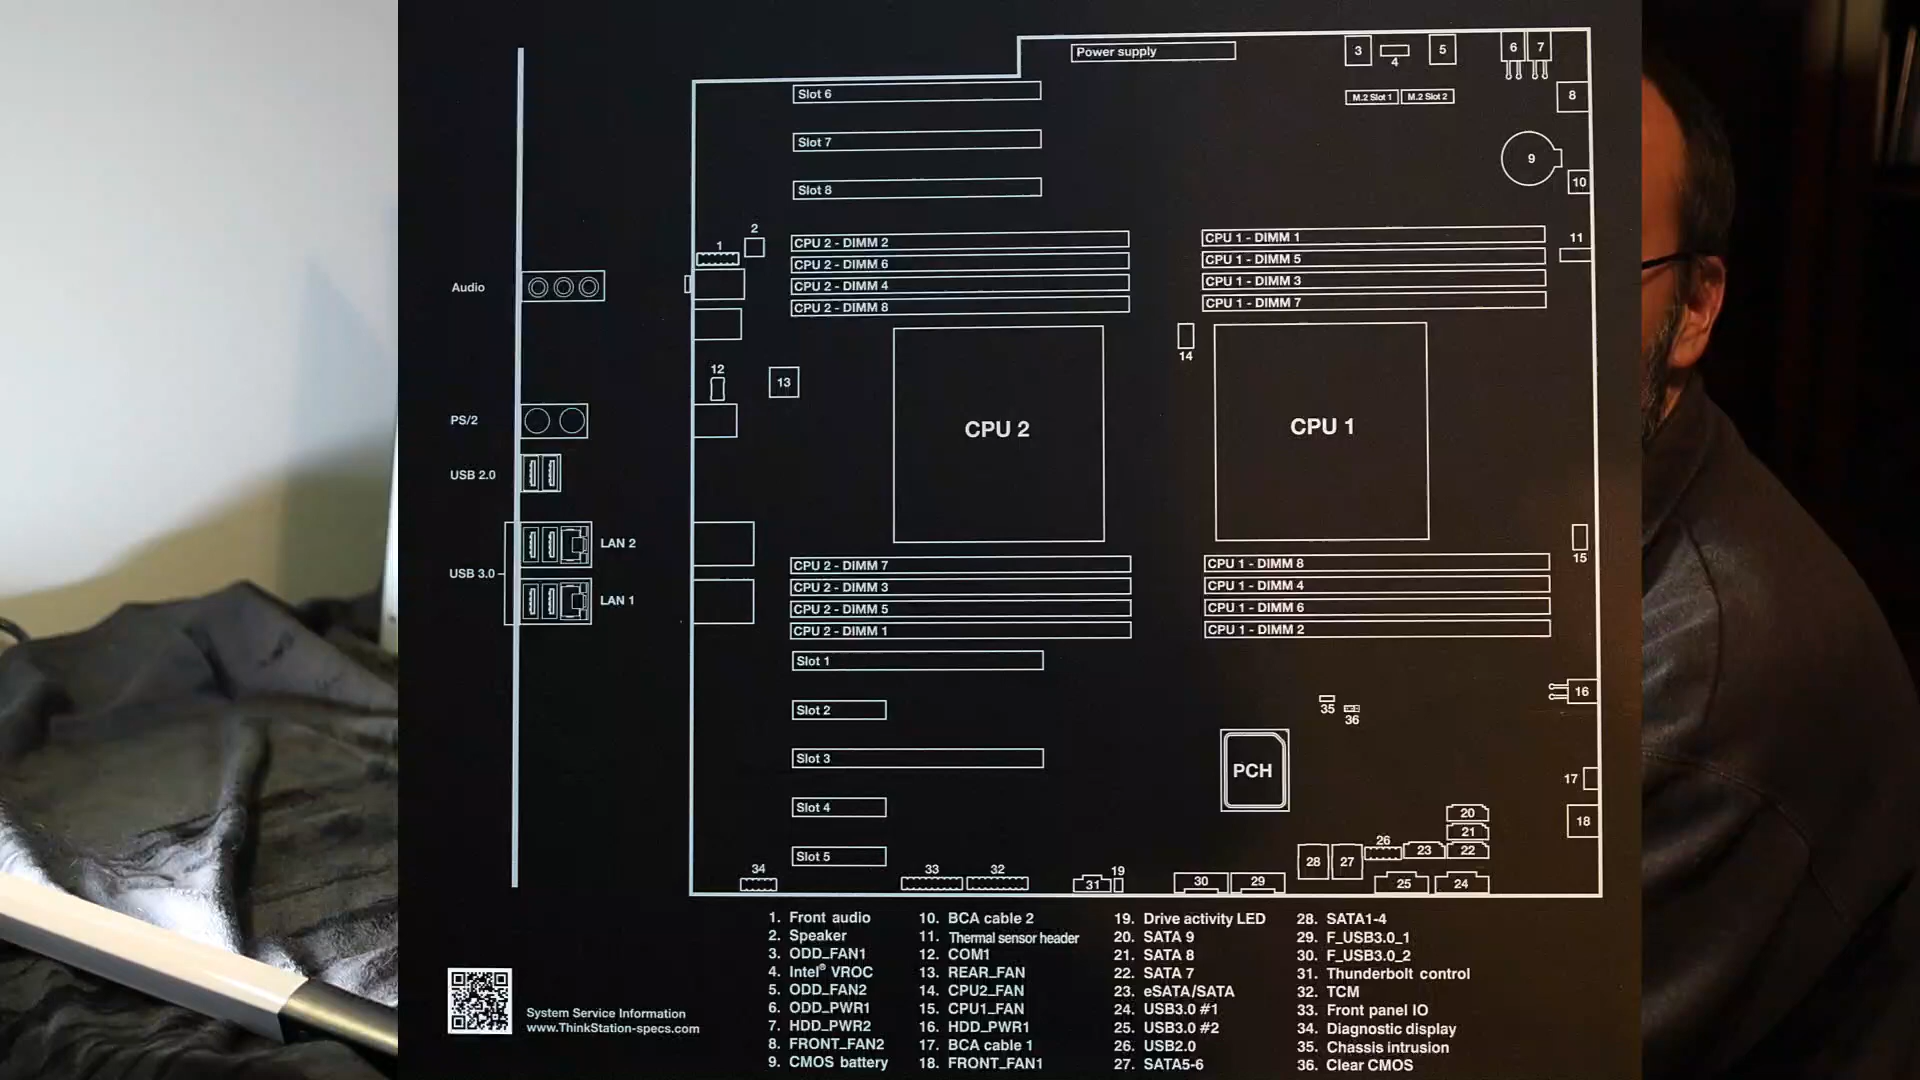 Power supply
3
4
5
6
7
8
M.2 Slot 1
M.2 Slot 2
9
10
Slot 6
Slot 7
Slot 8
1
2
Audio
CPU 2 - DIMM 2
CPU 2 - DIMM 6
CPU 2 - DIMM 4
CPU 2 - DIMM 8
CPU 1 - DIMM 1
CPU 1 - DIMM 5
CPU 1 - DIMM 3
CPU 1 - DIMM 7
11
12
13
14
CPU 2
CPU 1
15
PS/2
USB 2.0
USB 3.0
LAN 2
LAN 1
CPU 2 - DIMM 7
CPU 2 - DIMM 3
CPU 2 - DIMM 5
CPU 2 - DIMM 1
CPU 1 - DIMM 8
CPU 1 - DIMM 4
CPU 1 - DIMM 6
CPU 1 - DIMM 2
Slot 1
Slot 2
Slot 3
Slot 4
Slot 5
35
36
16
PCH
17
18
20
21
22
23
26
27
28
34
33
32
31
19
30
29
25
24
1. Front audio
2. Speaker
3. ODD_FAN1
4. Intel® VROC
5. ODD_FAN2
6. ODD_PWR1
7. HDD_PWR2
8. FRONT_FAN2
9. CMOS battery
10. BCA cable 2
11. Thermal sensor header
12. COM1
13. REAR_FAN
14. CPU2_FAN
15. CPU1_FAN
16. HDD_PWR1
17. BCA cable 1
18. FRONT_FAN1
19. Drive activity LED
20. SATA 9
21. SATA 8
22. SATA 7
23. eSATA/SATA
24. USB3.0 #1
25. USB3.0 #2
26. USB2.0
27. SATA5-6
28. SATA1-4
29. F_USB3.0_1
30. F_USB3.0_2
31. Thunderbolt control
32. TCM
33. Front panel IO
34. Diagnostic display
35. Chassis intrusion
36. Clear CMOS
System Service Information
www.ThinkStation-specs.com